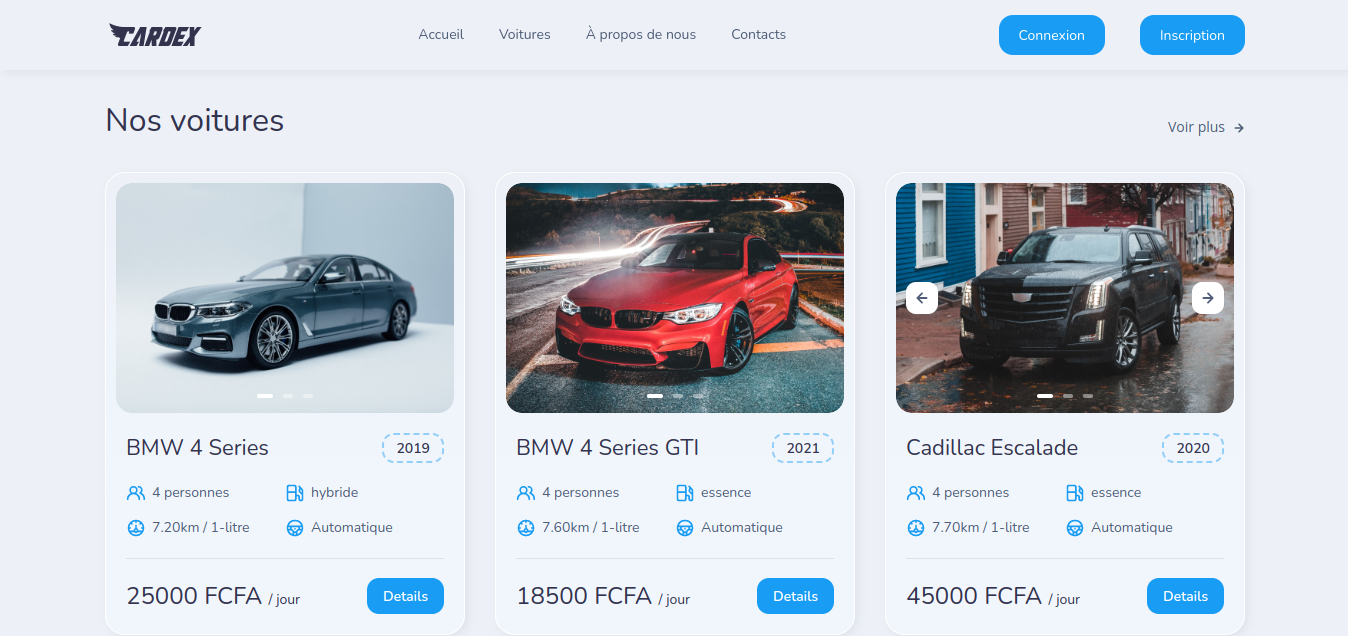 CARDEX
Accueil Voitures À propos de nous Contacts Connexion Inscription
Nos voitures
Voir plus →
BMW 4 Series 2019
4 personnes hybride
7.20km / 1-litre Automatique
25000 FCFA / jour Details
BMW 4 Series GTI 2021
4 personnes essence
7.60km / 1-litre Automatique
18500 FCFA / jour Details
Cadillac Escalade 2020
4 personnes essence
7.70km / 1-litre Automatique
45000 FCFA / jour Details